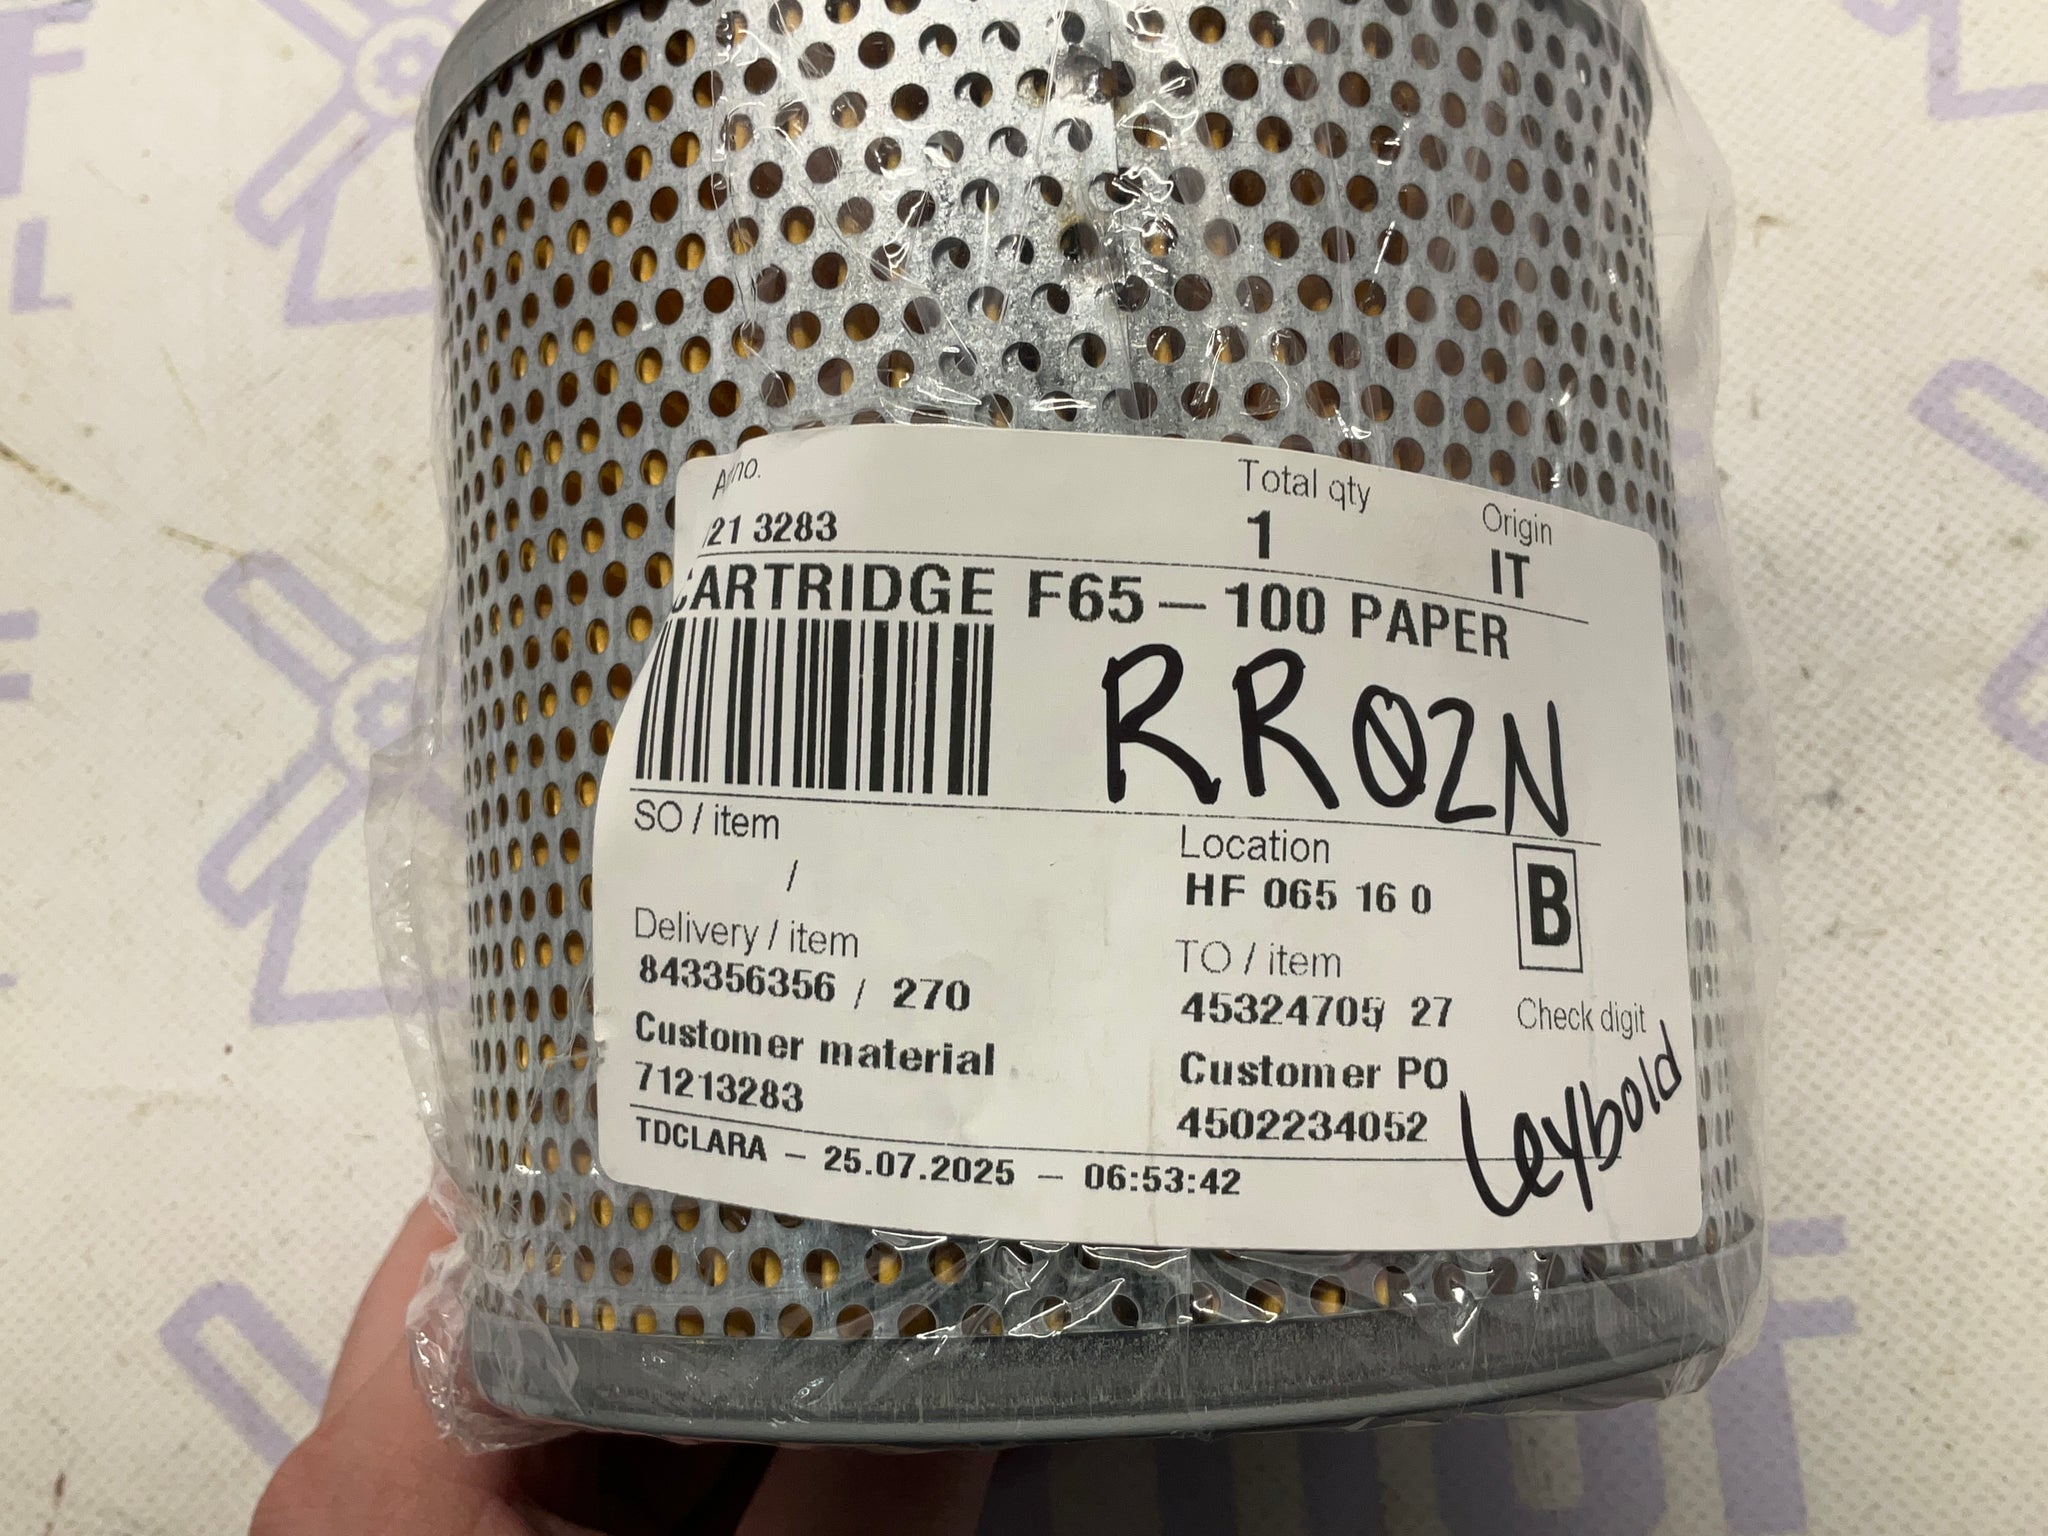 no.
21 3283
Total qty
1
Origin
IT
CARTRIDGE F65 – 100 PAPER
RR02N
SO / item
/
Location
HF 065 16 0
B
Delivery / item
843356356 / 270
TO / item
45324705/ 27
Check digit
Customer material
71213283
Customer PO
4502234052
Leybold
TDCLARA – 25.07.2025 – 06:53:42